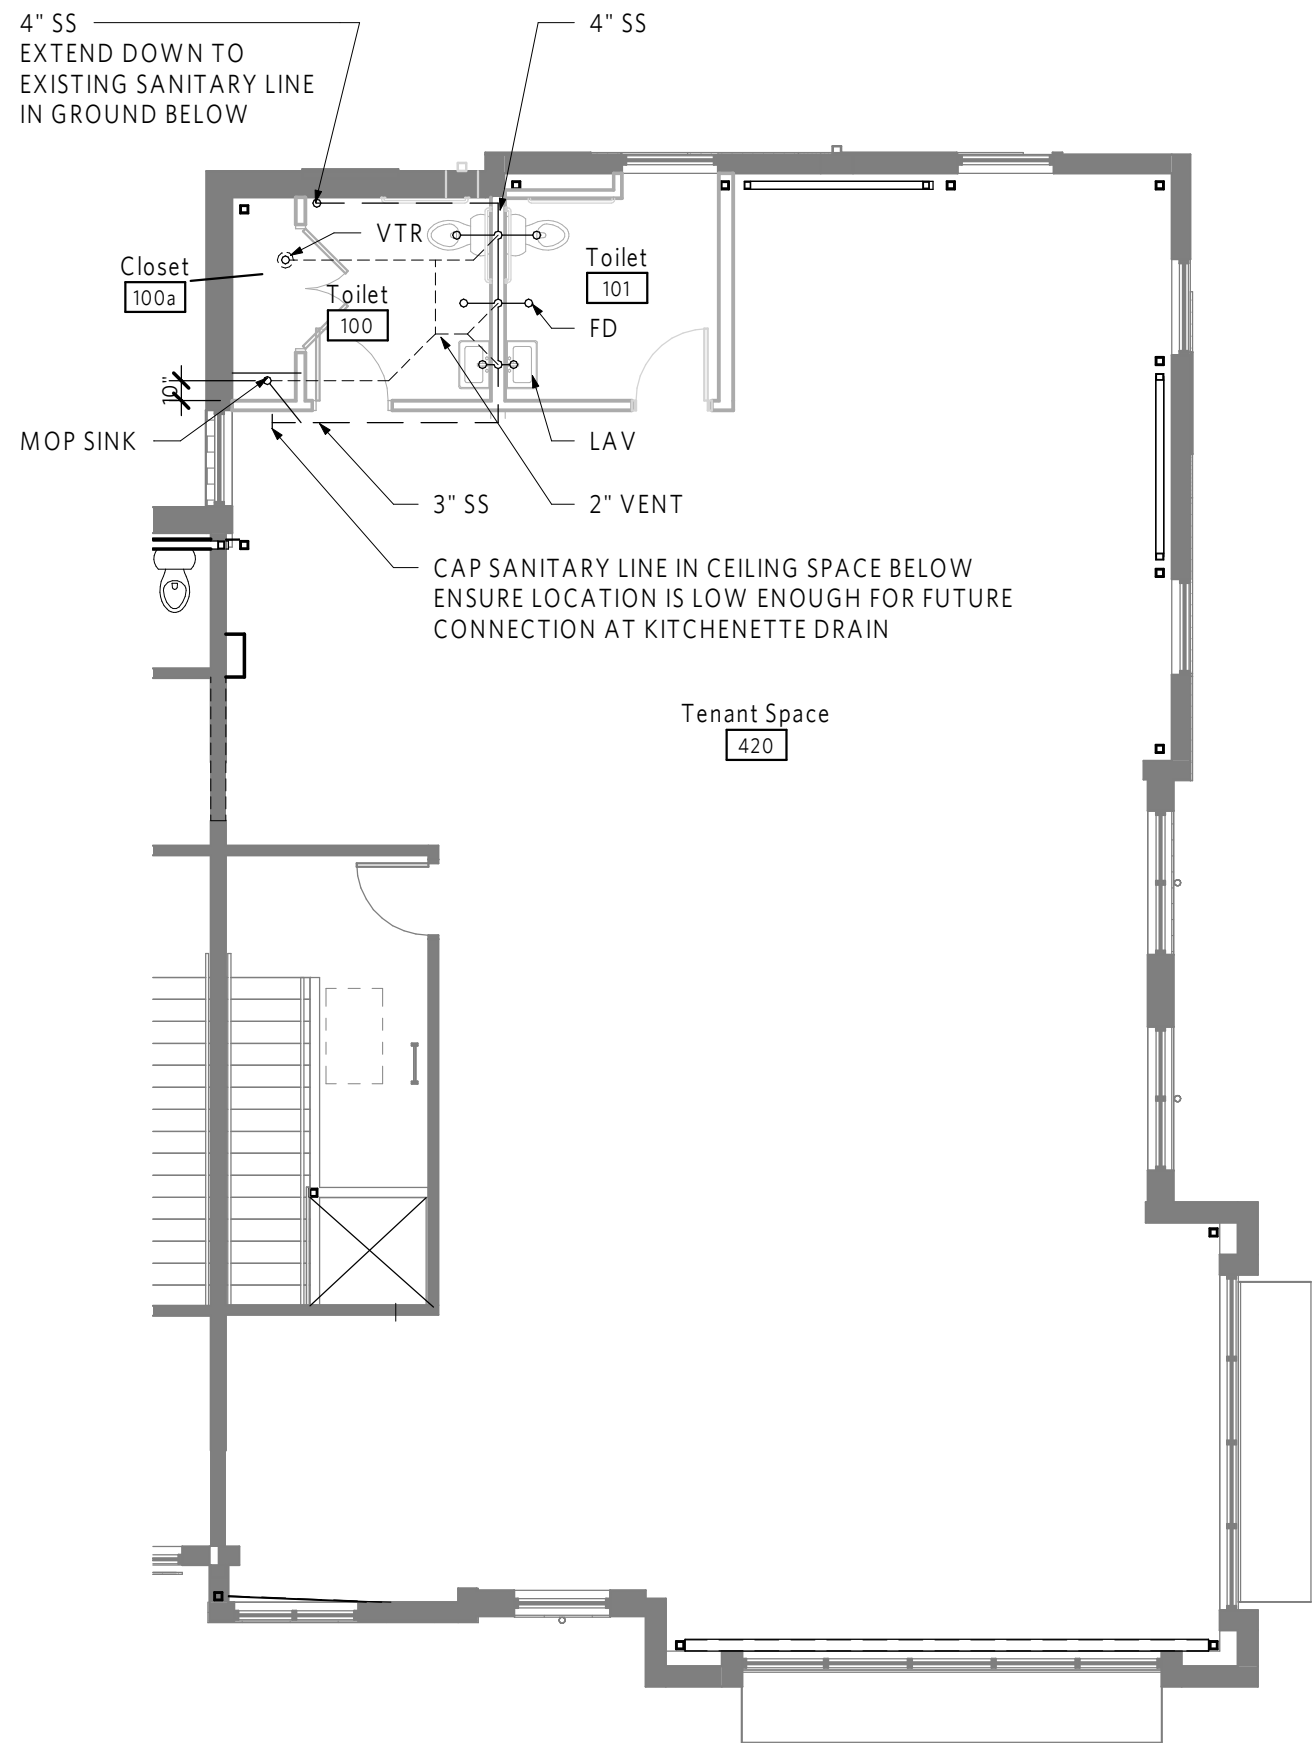 4" SS
EXTEND DOWN TO
EXISTING SANITARY LINE
IN GROUND BELOW
4" SS
VTR
Closet
100a
Toilet
100
Toilet
101
FD
10"
MOP SINK
LAV
3" SS
2" VENT
CAP SANITARY LINE IN CEILING SPACE BELOW
ENSURE LOCATION IS LOW ENOUGH FOR FUTURE
CONNECTION AT KITCHENETTE DRAIN
Tenant Space
420